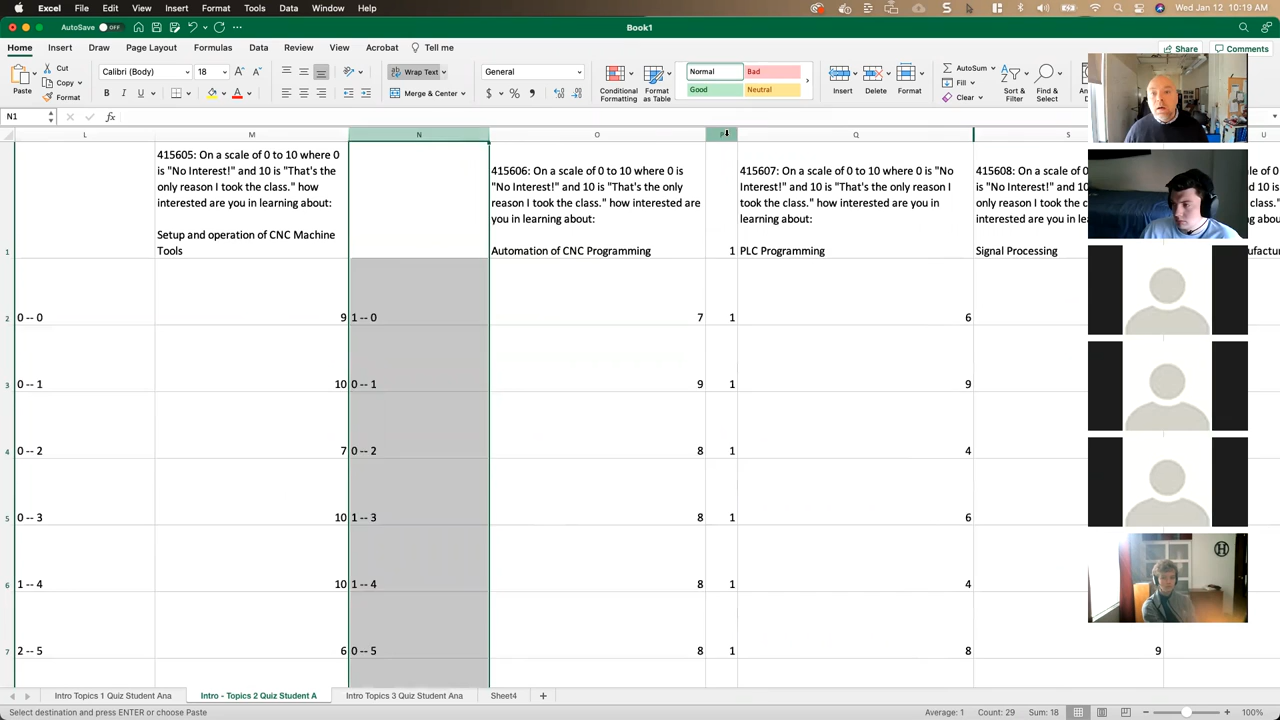 Excel File Edit View Insert Format Tools Data Window Help
Wed Jan 12 10:19 AM
AutoSave OFF
Book1
Home Insert Draw Page Layout Formulas Data Review View Acrobat Tell me
Share Comments
Paste
Cut
Copy
Format
Calibri (Body) 18
B I U
Wrap Text
Merge & Center
General
Conditional Formatting
Format as Table
Normal Bad
Good Neutral
Insert Delete Format
AutoSum
Fill
Clear
Sort & Filter
Find & Select
N1
fx
L M N O P Q S U
1
415605: On a scale of 0 to 10 where 0
is "No Interest!" and 10 is "That's the
only reason I took the class." how
interested are you in learning about:
Setup and operation of CNC Machine
Tools
415606: On a scale of 0 to 10 where 0 is
"No Interest!" and 10 is "That's the only
reason I took the class." how interested are
you in learning about:
Automation of CNC Programming
1
415607: On a scale of 0 to 10 where 0 is "No
Interest!" and 10 is "That's the only reason I
took the class." how interested are you in
learning about:
PLC Programming
415608: On a scale of 0
is "No Interest!" and 10
only reason I took the c
interested are you in le
Signal Processing
2 0 -- 0 9 1 -- 0 7 1 6
3 0 -- 1 10 0 -- 1 9 1 9
4 0 -- 2 7 0 -- 2 8 1 4
5 0 -- 3 10 1 -- 3 8 1 6
6 1 -- 4 10 1 -- 4 8 1 4
7 2 -- 5 6 0 -- 5 8 1 8 9
Intro Topics 1 Quiz Student Ana Intro - Topics 2 Quiz Student A Intro Topics 3 Quiz Student Ana Sheet4 +
Select destination and press ENTER or choose Paste
Average: 1 Count: 29 Sum: 18
100%